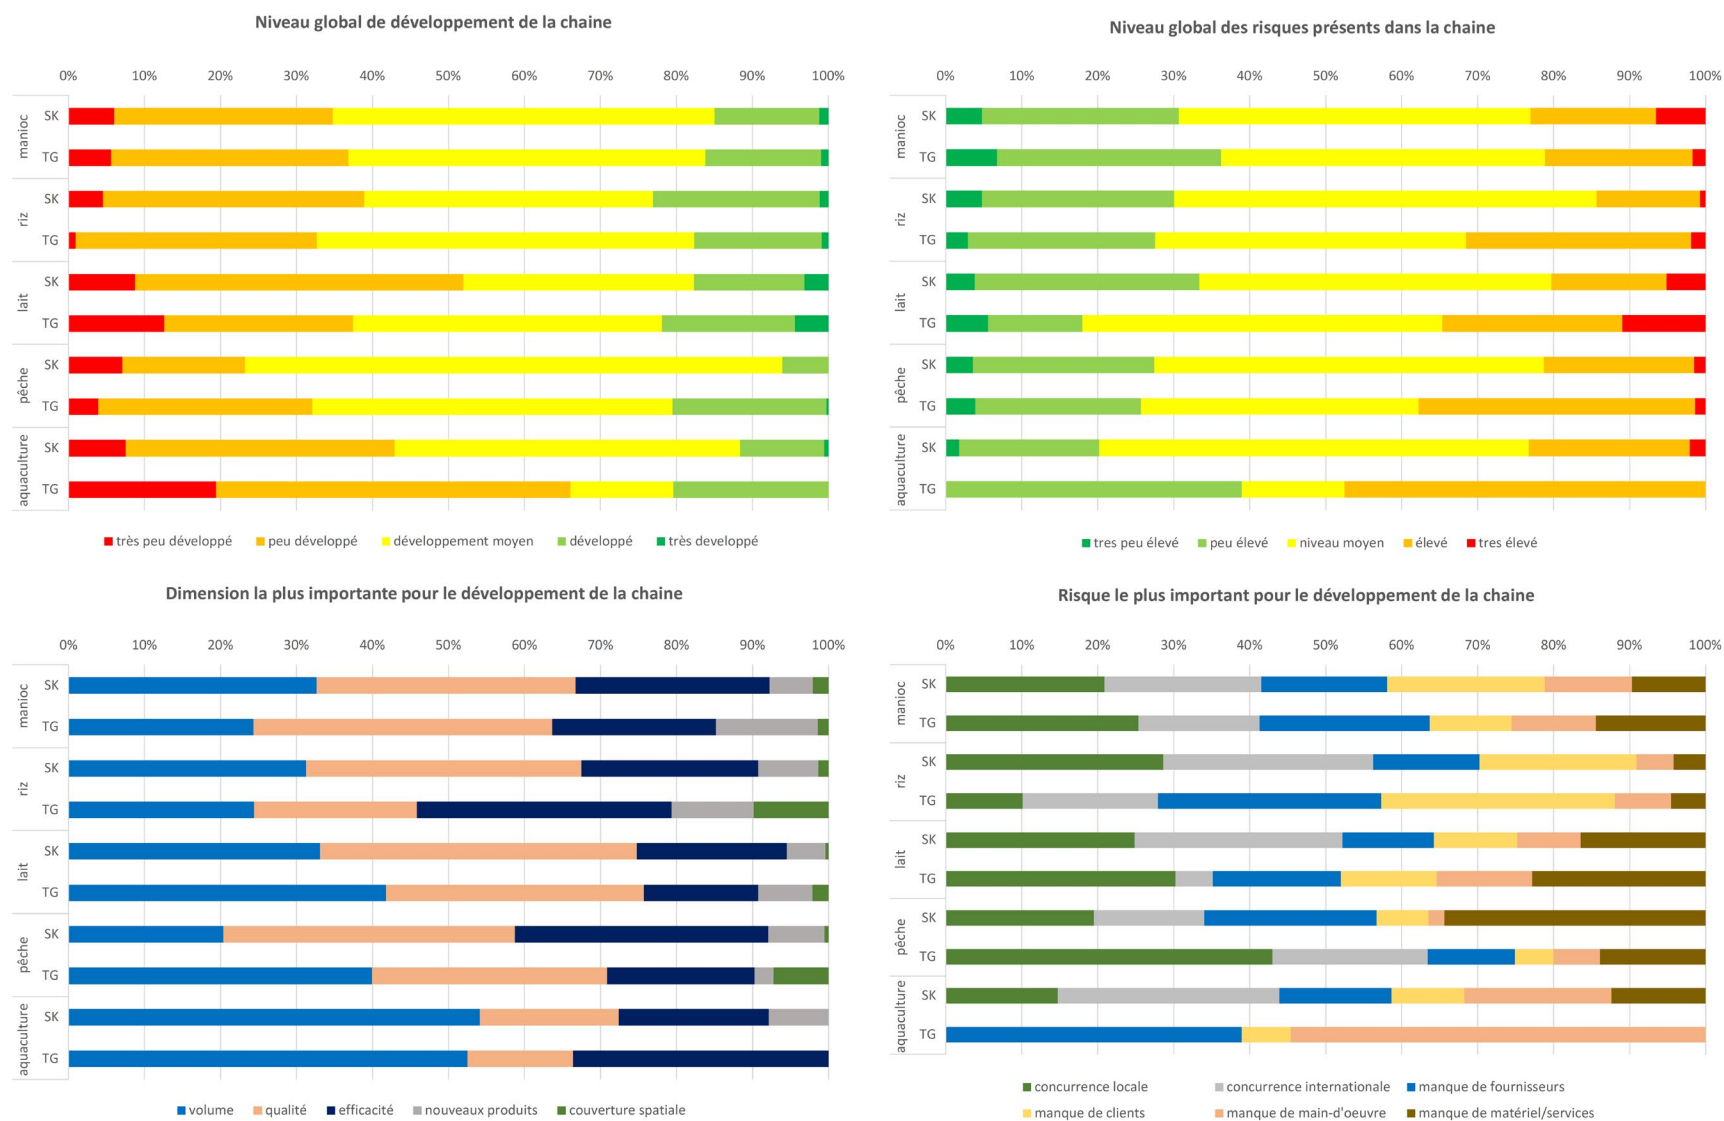 Niveau global de développement de la chaine
0% 10% 20% 30% 40% 50% 60% 70% 80% 90% 100%
manioc
SK
TG
riz
SK
TG
lait
SK
TG
pêche
SK
TG
aquaculture
SK
TG
très peu développé peu développé développement moyen développé très developpé
Niveau global des risques présents dans la chaine
0% 10% 20% 30% 40% 50% 60% 70% 80% 90% 100%
manioc
SK
TG
riz
SK
TG
lait
SK
TG
pêche
SK
TG
aquaculture
SK
TG
tres peu élevé peu élevé niveau moyen élevé tres élevé
Dimension la plus importante pour le développement de la chaine
0% 10% 20% 30% 40% 50% 60% 70% 80% 90% 100%
manioc
SK
TG
riz
SK
TG
lait
SK
TG
pêche
SK
TG
aquaculture
SK
TG
volume qualité efficacité nouveaux produits couverture spatiale
Risque le plus important pour le développement de la chaine
0% 10% 20% 30% 40% 50% 60% 70% 80% 90% 100%
manioc
SK
TG
riz
SK
TG
lait
SK
TG
pêche
SK
TG
aquaculture
SK
TG
concurrence locale concurrence internationale manque de fournisseurs
manque de clients manque de main-d'oeuvre manque de matériel/services